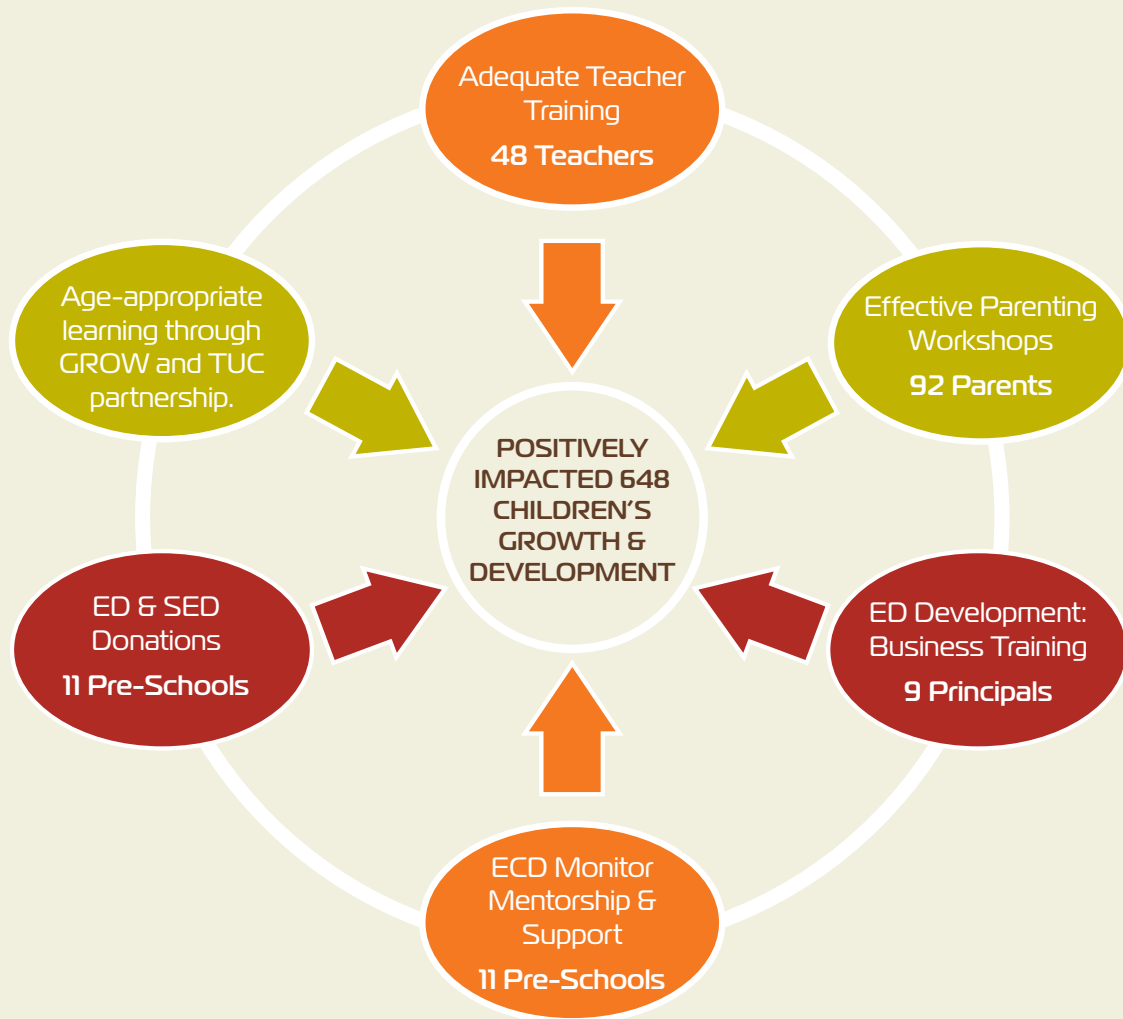 Adequate Teacher
Training
48 Teachers
Age-appropriate
learning through
GROW and TUC
partnership.
Effective Parenting
Workshops
92 Parents
POSITIVELY
IMPACTED 648
CHILDREN'S
GROWTH &
DEVELOPMENT
ED & SED
Donations
11 Pre-Schools
ED Development:
Business Training
9 Principals
ECD Monitor
Mentorship &
Support
11 Pre-Schools